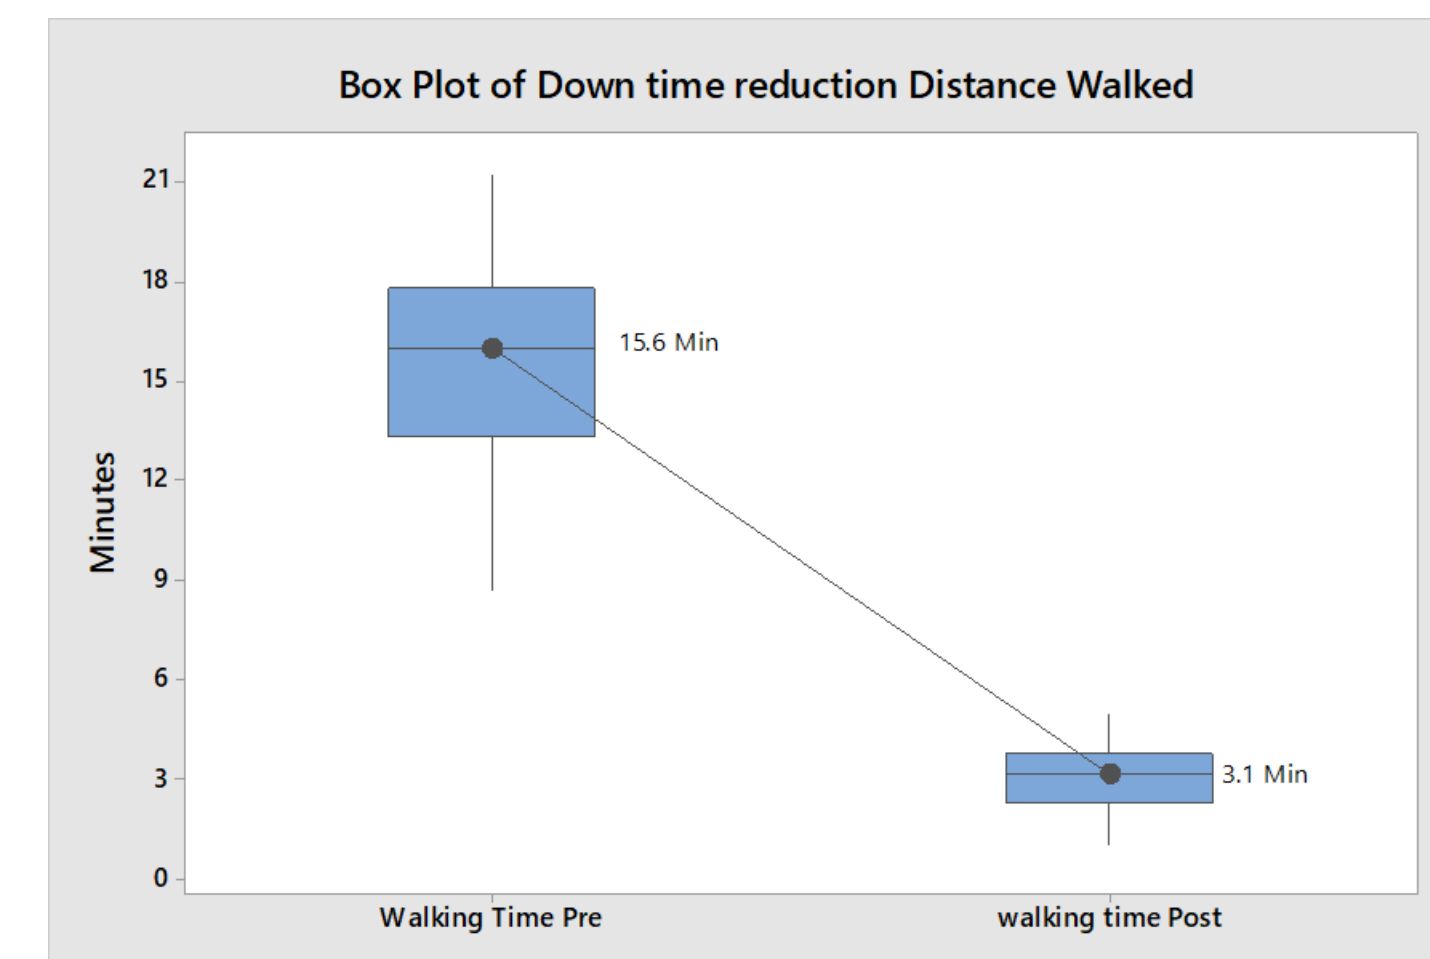 Box Plot of Down time reduction Distance Walked
21
18
15.6 Min
15
12
Minutes
9
6
3
3.1 Min
0
Walking Time Pre
walking time Post